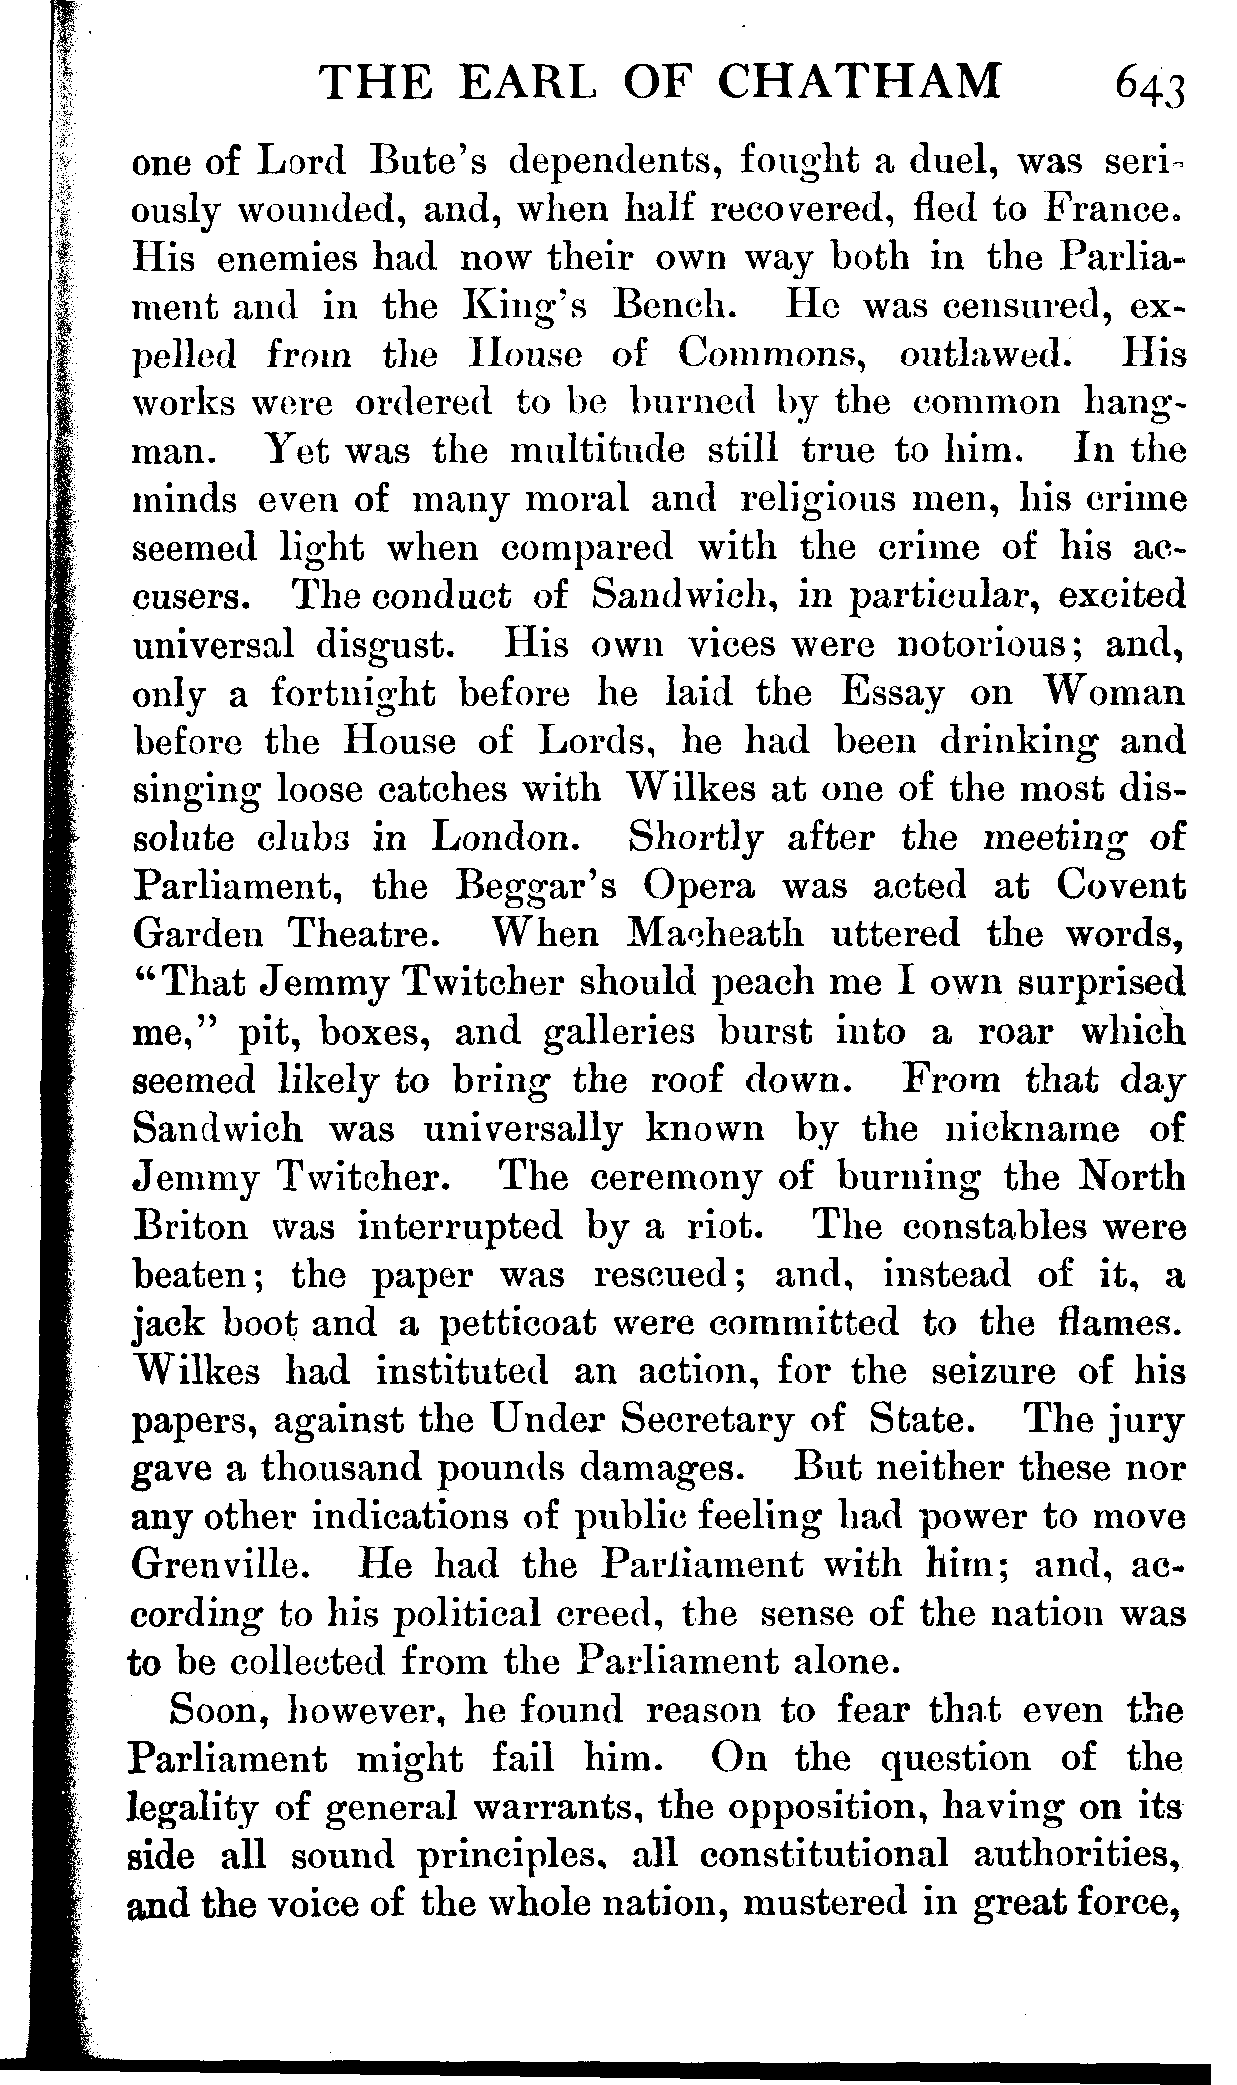 THE EARL OF CHATHAM 643
one of Lord Bute's dependents, fought a duel, was seri-
ously wounded, and, when half recovered, fled to France.
His enemies had now their own way both in the Parlia-
ment and in the King's Bench. He was censured, ex-
pelled from the House of Commons, outlawed. His
works were ordered to be burned by the common hang-
man. Yet was the multitude still true to him. In the
minds even of many moral and religious men, his crime
seemed light when compared with the crime of his ac-
cusers. The conduct of Sandwich, in particular, excited
universal disgust. His own vices were notorious; and,
only a fortnight before he laid the Essay on Woman
before the House of Lords, he had been drinking and
singing loose catches with Wilkes at one of the most dis-
solute clubs in London. Shortly after the meeting of
Parliament, the Beggar's Opera was acted at Covent
Garden Theatre. When Macheath uttered the words,
"That Jemmy Twitcher should peach me I own surprised
me," pit, boxes, and galleries burst into a roar which
seemed likely to bring the roof down. From that day
Sandwich was universally known by the nickname of
Jemmy Twitcher. The ceremony of burning the North
Briton was interrupted by a riot. The constables were
beaten; the paper was rescued; and, instead of it, a
jack boot and a petticoat were committed to the flames.
Wilkes had instituted an action, for the seizure of his
papers, against the Under Secretary of State. The jury
gave a thousand pounds damages. But neither these nor
any other indications of public feeling had power to move
Grenville. He had the Parliament with him; and, ac-
cording to his political creed, the sense of the nation was
to be collected from the Parliament alone.
Soon, however, he found reason to fear that even the
Parliament might fail him. On the question of the
legality of general warrants, the opposition, having on its
side all sound principles, all constitutional authorities,
and the voice of the whole nation, mustered in great force,